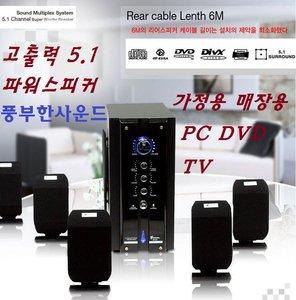 Sound Multiplex System
5.1 Channel Super Woofer Speaker
Rear cable Lenth 6M
6M의 리어스피커 케이블 길이는 설치의 제약을 최소화했다
DVD
DivX
5.1
SURROUND
고출력 5.1
파워스피커
풍부한사운드
가정용 매장용
PC DVD
TV